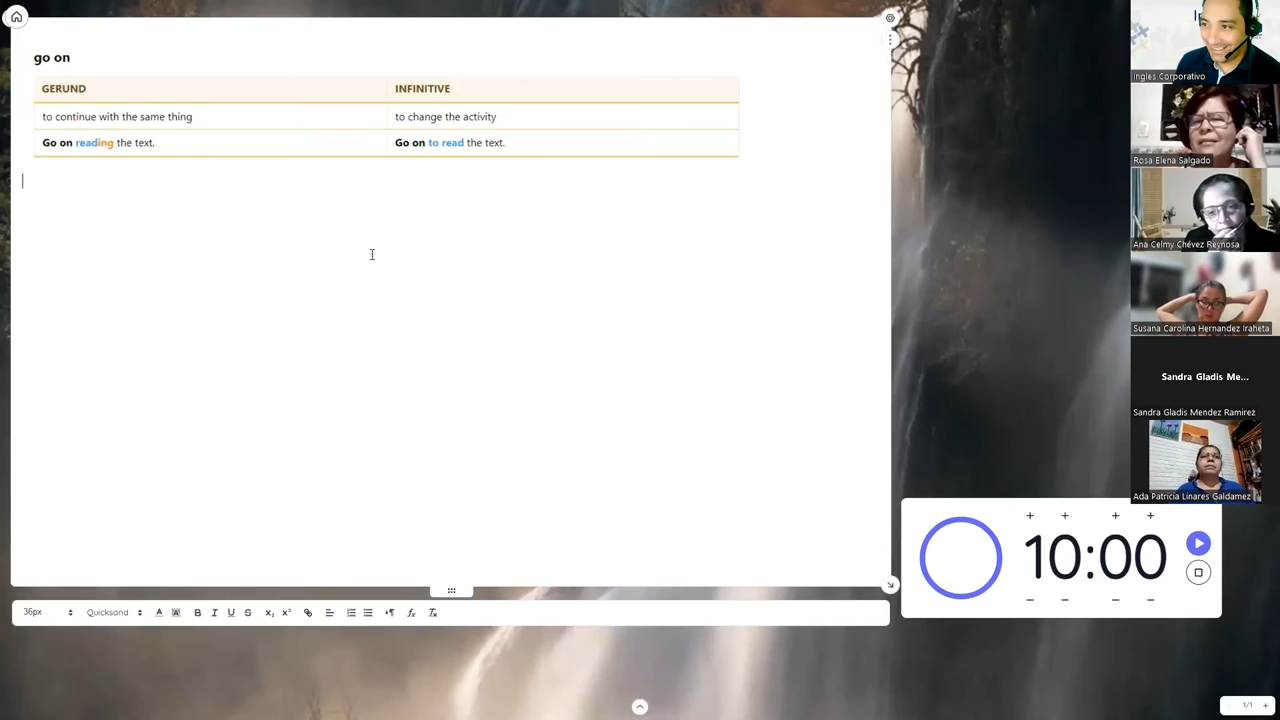 go on
GERUND INFINITIVE
to continue with the same thing to change the activity
Go on reading the text. Go on to read the text.
36px Quicksand
10:00
Ingles Corporativo
Rosa Elena Salgado
Ana Celmy Chévez Reynosa
Susana Carolina Hernandez Iraheta
Sandra Gladis Me...
Sandra Gladis Mendez Ramirez
Ada Patricia Linares Galdamez
1/1